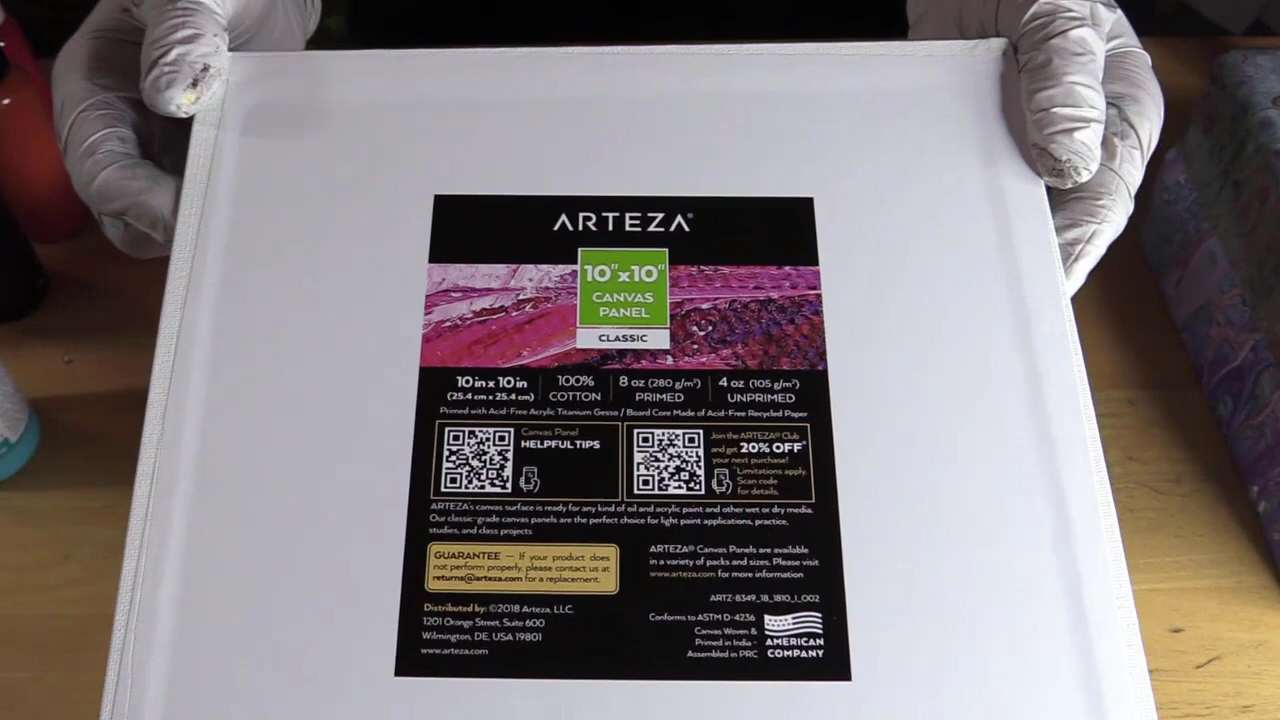 ARTEZA®
10"x10"
CANVAS
PANEL
CLASSIC
10 in x 10 in
(25.4 cm x 25.4 cm)
100%
COTTON
8 oz (280 g/m²)
PRIMED
4 oz (105 g/m²)
UNPRIMED
Primed with Acid-Free Acrylic Titanium Gesso / Board Core Made of Acid-Free Recycled Paper
Canvas Panel
HELPFUL TIPS
Join the ARTEZA® Club
and get 20% OFF*
your next purchase!
*Limitations apply.
Scan code
for details.
ARTEZA's canvas surface is ready for any kind of oil and acrylic paint and other wet or dry media.
Our classic-grade canvas panels are the perfect choice for light paint applications, practice,
studies, and class projects
GUARANTEE — If your product does
not perform properly, please contact us at
returns@arteza.com for a replacement.
ARTEZA® Canvas Panels are available
in a variety of packs and sizes. Please visit
www.arteza.com for more information
ARTZ-8349_18_1810_1_002
Distributed by: ©2018 Arteza, LLC.
1201 Orange Street, Suite 600
Wilmington, DE, USA 19801
www.arteza.com
Conforms to ASTM D-4236
Canvas Woven &
Primed in India -
Assembled in PRC
AMERICAN
COMPANY